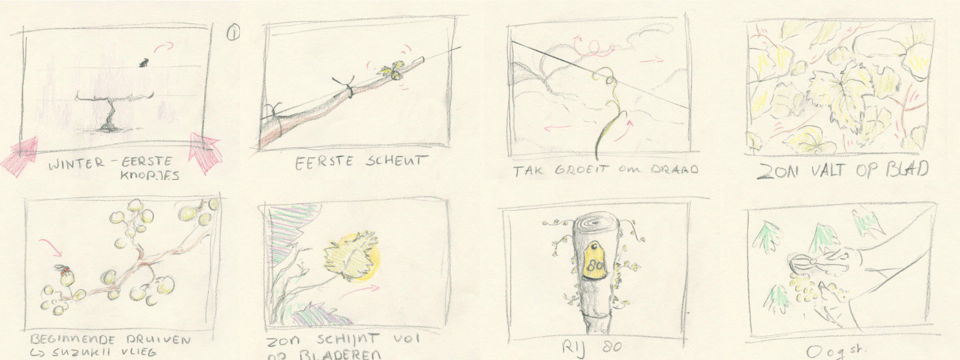 1
WINTER - EERSTE
KNOPJES
EERSTE SCHEUT
TAK GROEIT om DRAAD
ZON VALT OP BLAD
BEGINNENDE DRUIVEN
↳ SUZUKII VLIEG
ZON SCHIJNT VOL
OP BLADEREN
80
RIJ 80
Oogst.